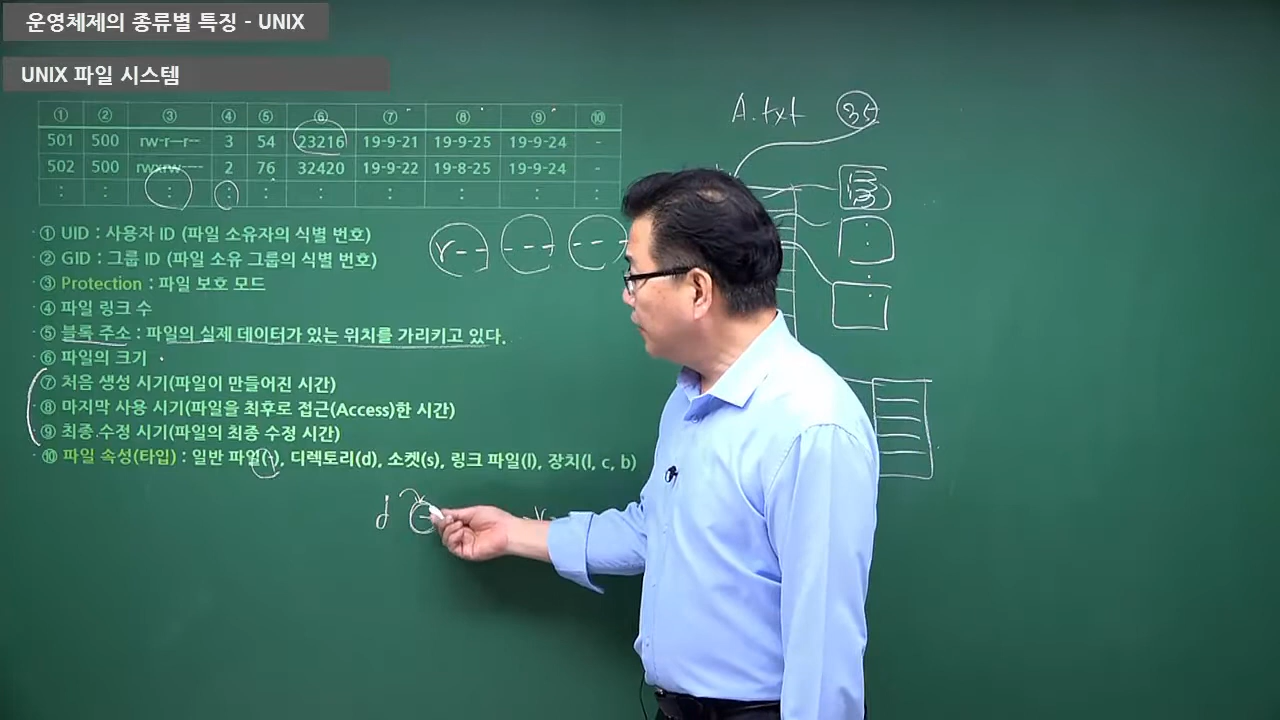 운영체제의 종류별 특징 - UNIX
UNIX 파일 시스템
① ② ③ ④ ⑤ ⑥ ⑦ ⑧ ⑨ ⑩
501 500 rw-r--r-- 3 54 23216 19-9-21 19-9-25 19-9-24 -
502 500 rwxrw---- 2 76 32420 19-9-22 19-8-25 19-9-24 -
: : : : : : : : : :
A.txt 35
r-- --- ---
① UID : 사용자 ID (파일 소유자의 식별 번호)
② GID : 그룹 ID (파일 소유 그룹의 식별 번호)
③ Protection : 파일 보호 모드
④ 파일 링크 수
⑤ 블록 주소 : 파일의 실제 데이터가 있는 위치를 가리키고 있다.
⑥ 파일의 크기
⑦ 처음 생성 시기(파일이 만들어진 시간)
⑧ 마지막 사용 시기(파일을 최후로 접근(Access)한 시간)
⑨ 최종 수정 시기(파일의 최종 수정 시간)
⑩ 파일 속성(타입) : 일반 파일(-), 디렉토리(d), 소켓(s), 링크 파일(l), 장치(l, c, b)
d